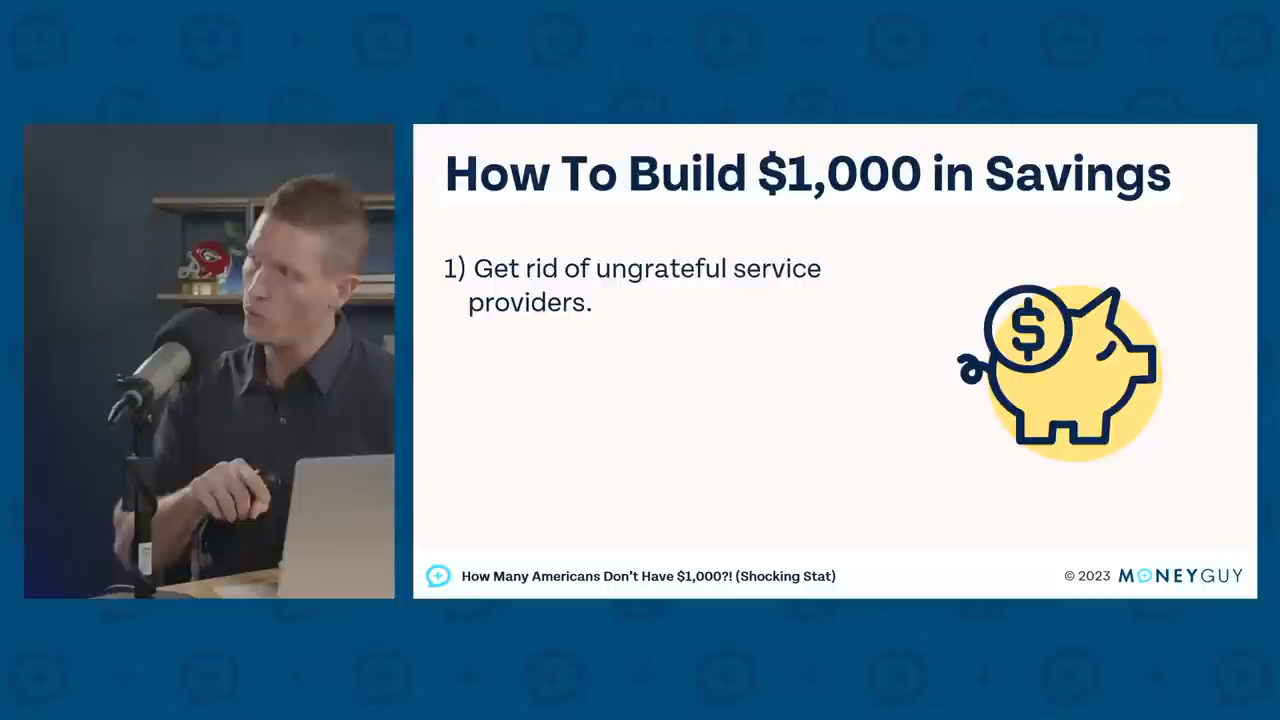 How To Build $1,000 in Savings
1) Get rid of ungrateful service
providers.
$
How Many Americans Don't Have $1,000?! (Shocking Stat)
© 2023 MONEYGUY